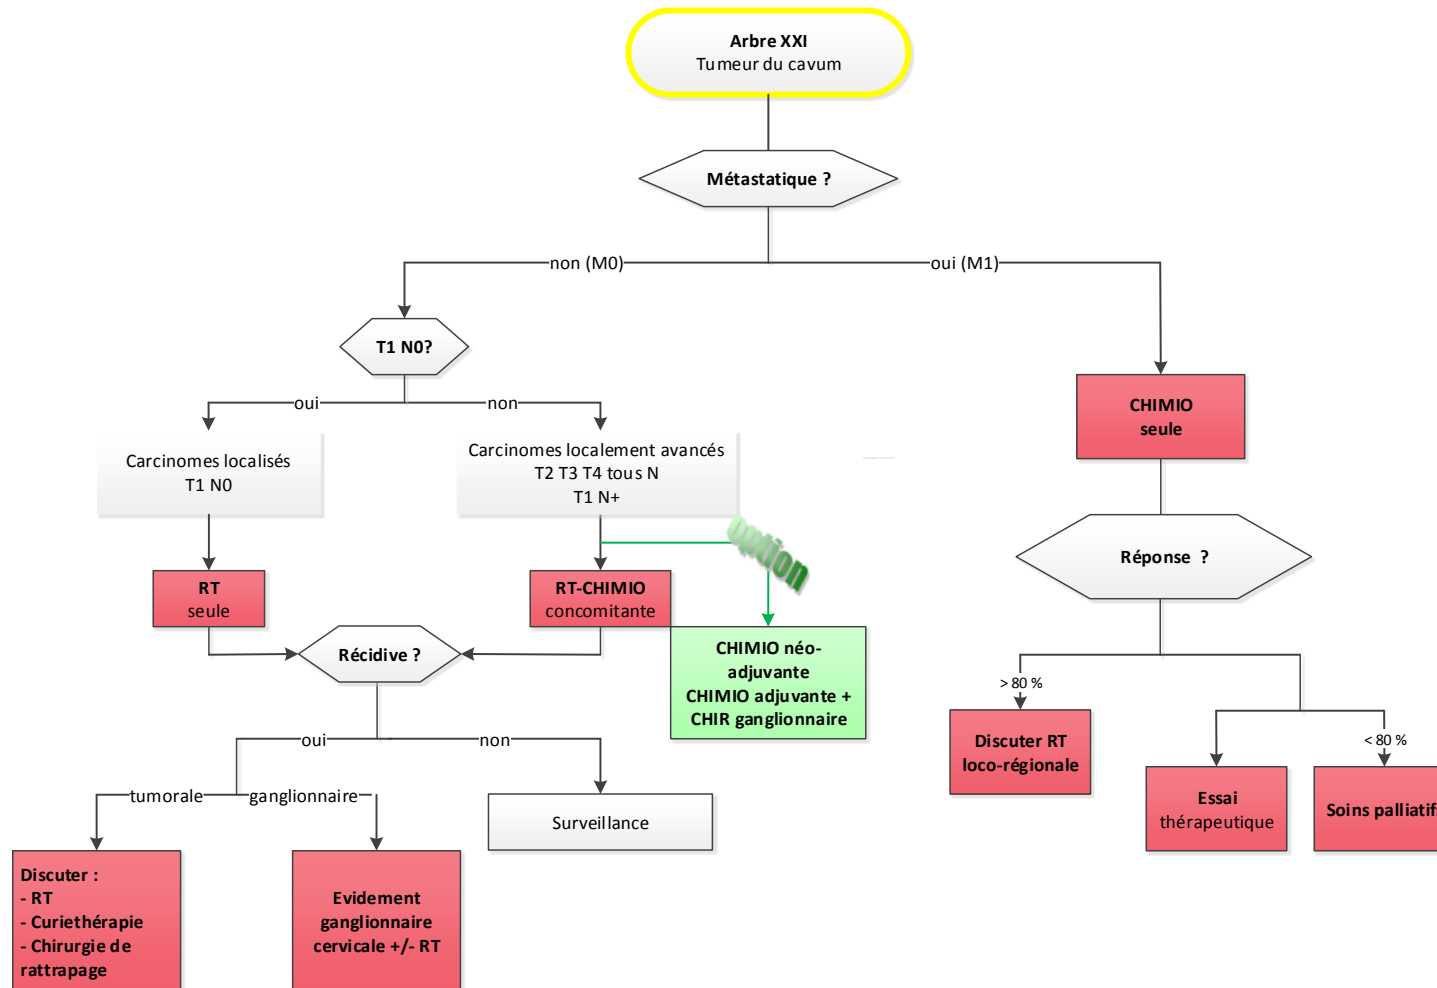 Arbre XXI
Tumeur du cavum
Métastatique ?
non (M0)
oui (M1)
T1 N0?
oui
non
CHIMIO
seule
Carcinomes localisés
T1 N0
Carcinomes localement avancés
T2 T3 T4 tous N
T1 N+
option
Réponse ?
RT
seule
RT-CHIMIO
concomitante
Récidive ?
CHIMIO néo-
adjuvante
CHIMIO adjuvante +
CHIR ganglionnaire
> 80 %
oui
non
Discuter RT
loco-régionale
< 80 %
tumorale
ganglionnaire
Surveillance
Essai
thérapeutique
Soins palliatifs
Discuter :
- RT
- Curiethérapie
- Chirurgie de
rattrapage
Evidement
ganglionnaire
cervicale +/- RT